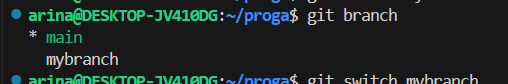 arina@DESKTOP-JV410DG:~/proga$ git branch
* main
  mybranch
arina@DESKTOP-JV410DG:~/proga$ git switch mybranch